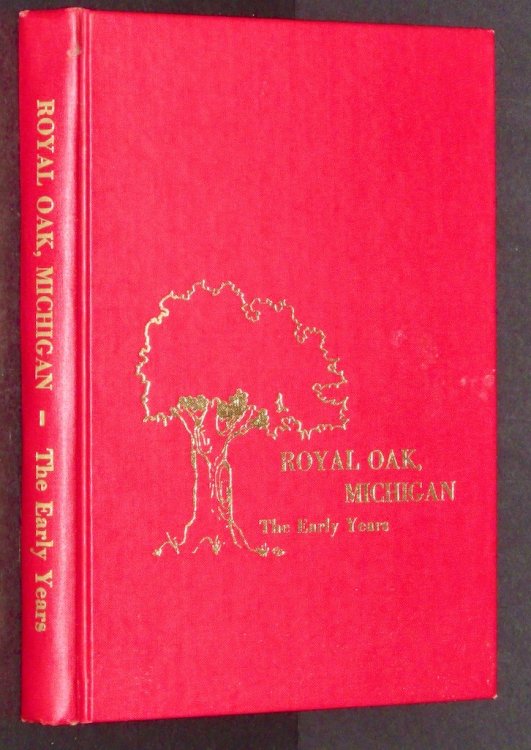 ROYAL OAK, MICHIGAN – The Early Years
ROYAL OAK,
MICHIGAN
The Early Years